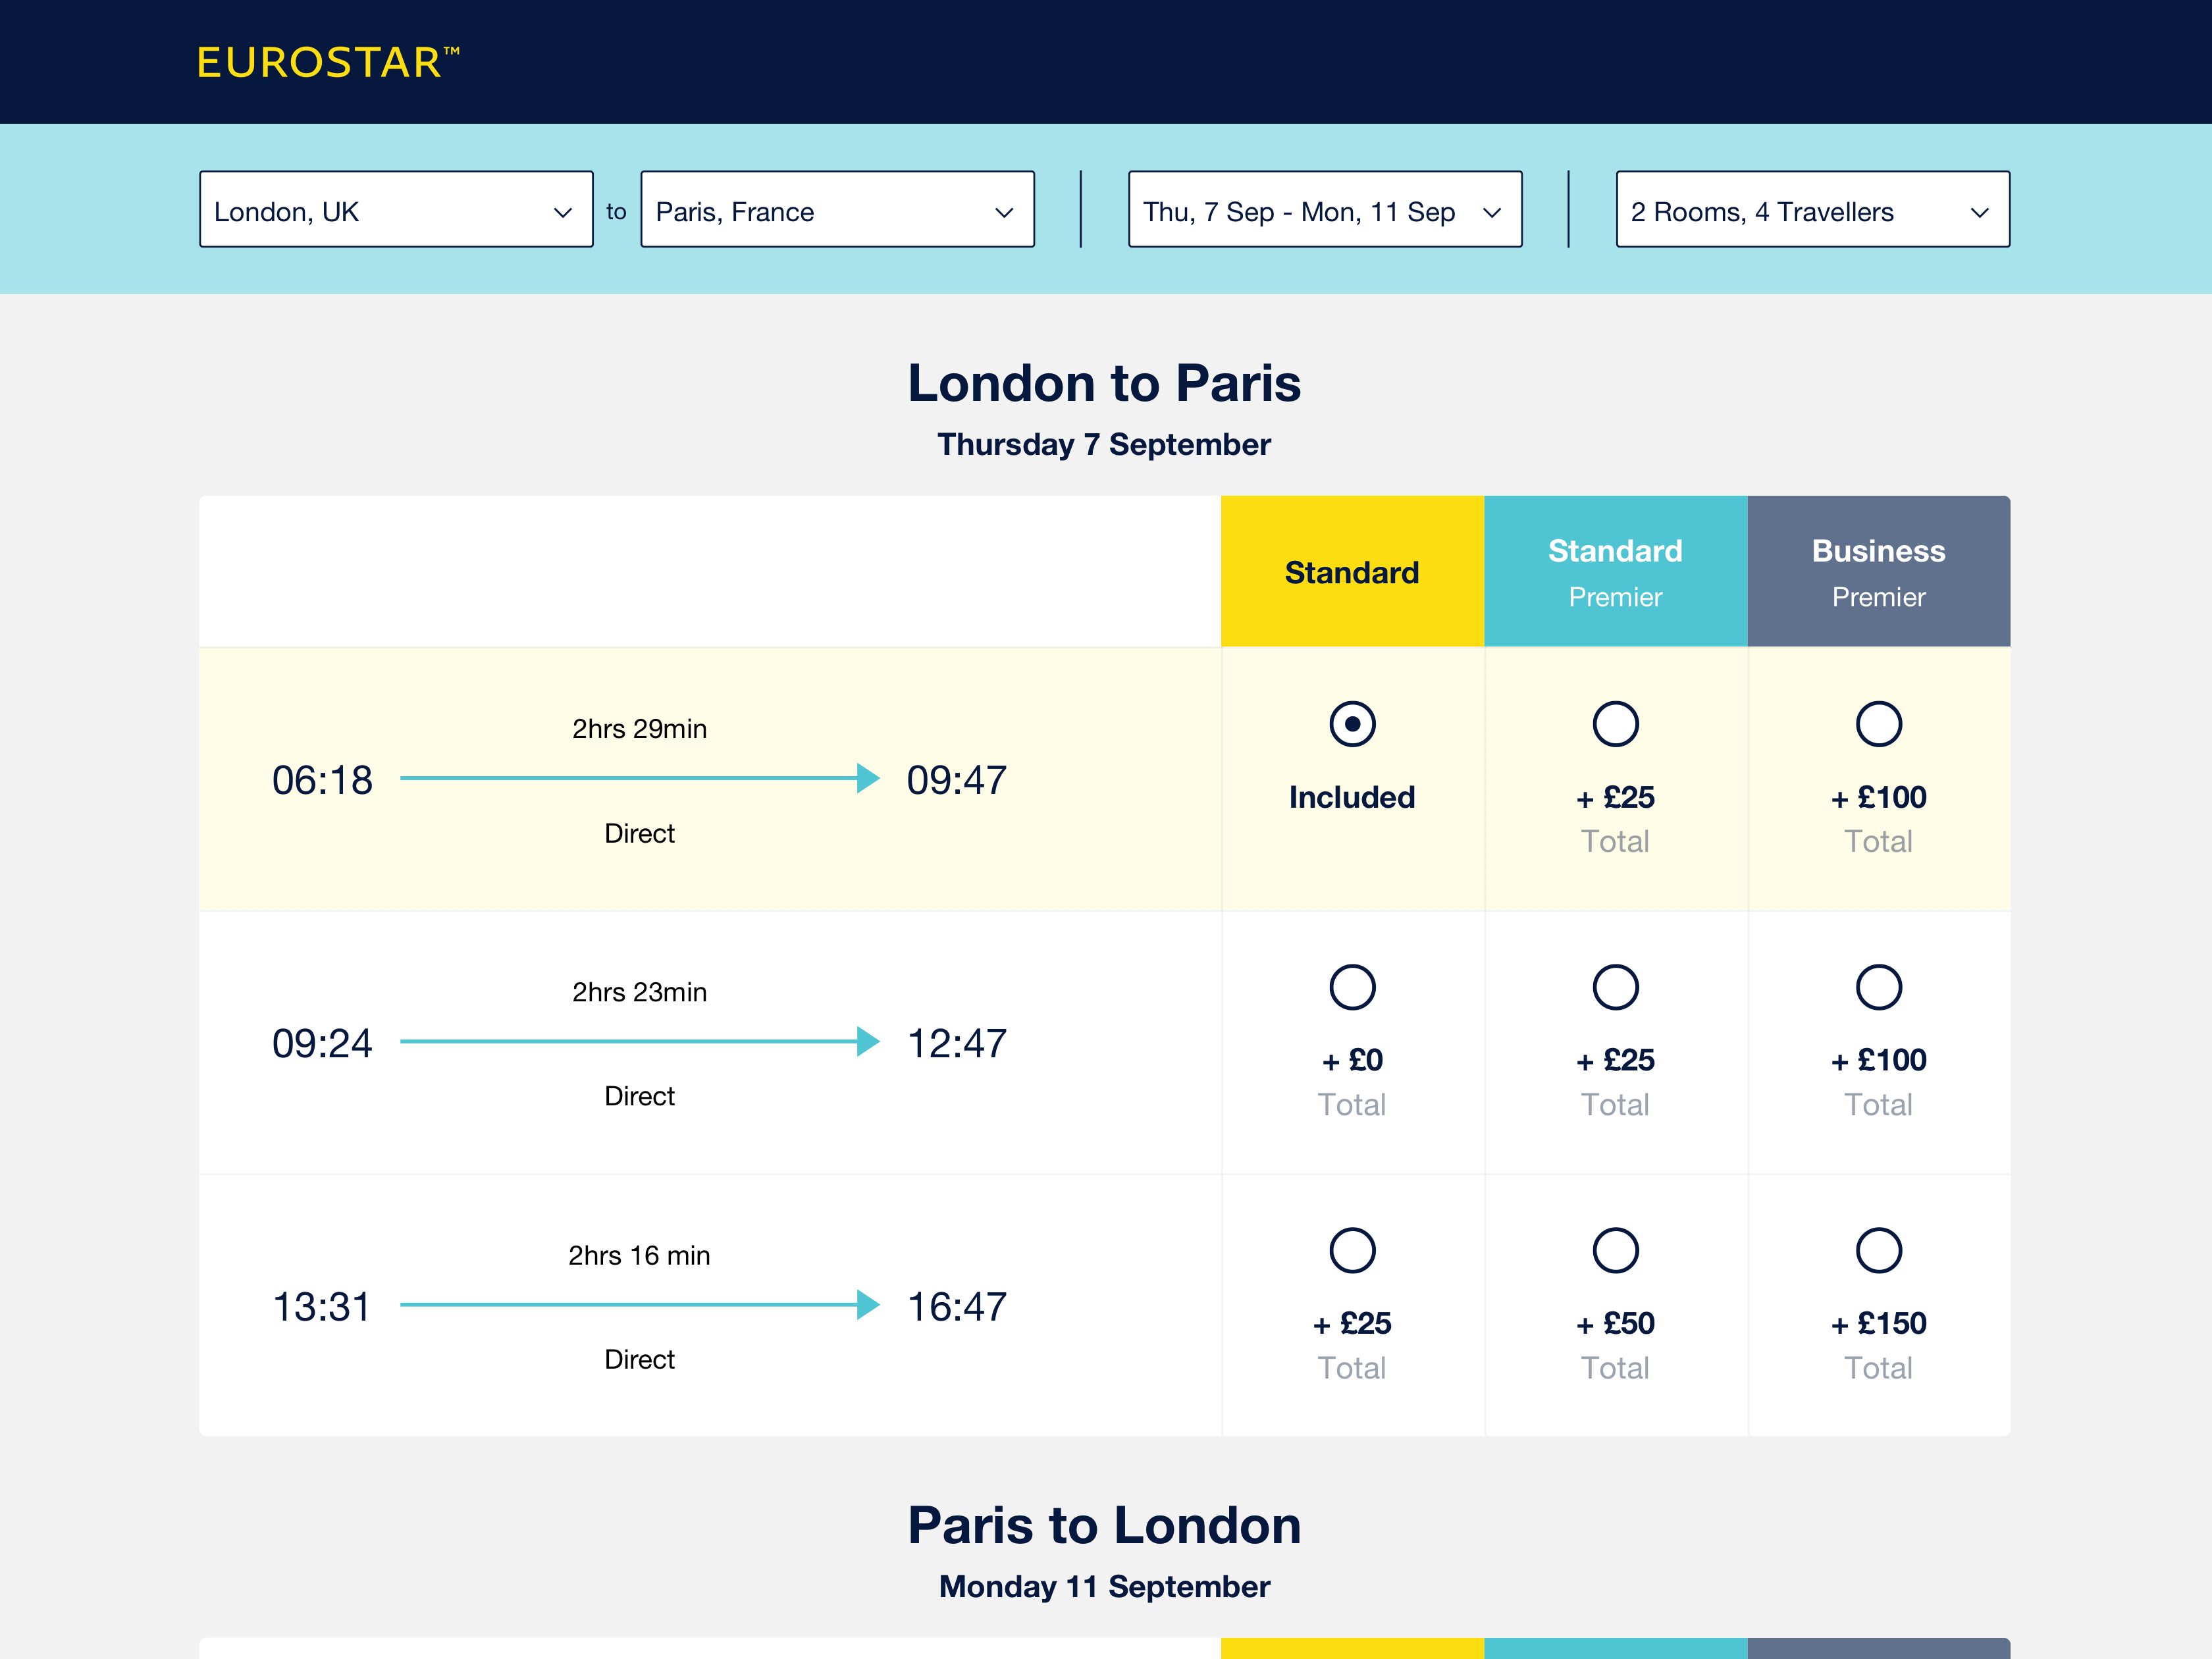 EUROSTAR™
London, UK to Paris, France Thu, 7 Sep - Mon, 11 Sep 2 Rooms, 4 Travellers
London to Paris
Thursday 7 September
Standard
Standard
Premier
Business
Premier
2hrs 29min
06:18 09:47
Direct
Included
+ £25
Total
+ £100
Total
2hrs 23min
09:24 12:47
Direct
+ £0
Total
+ £25
Total
+ £100
Total
2hrs 16 min
13:31 16:47
Direct
+ £25
Total
+ £50
Total
+ £150
Total
Paris to London
Monday 11 September